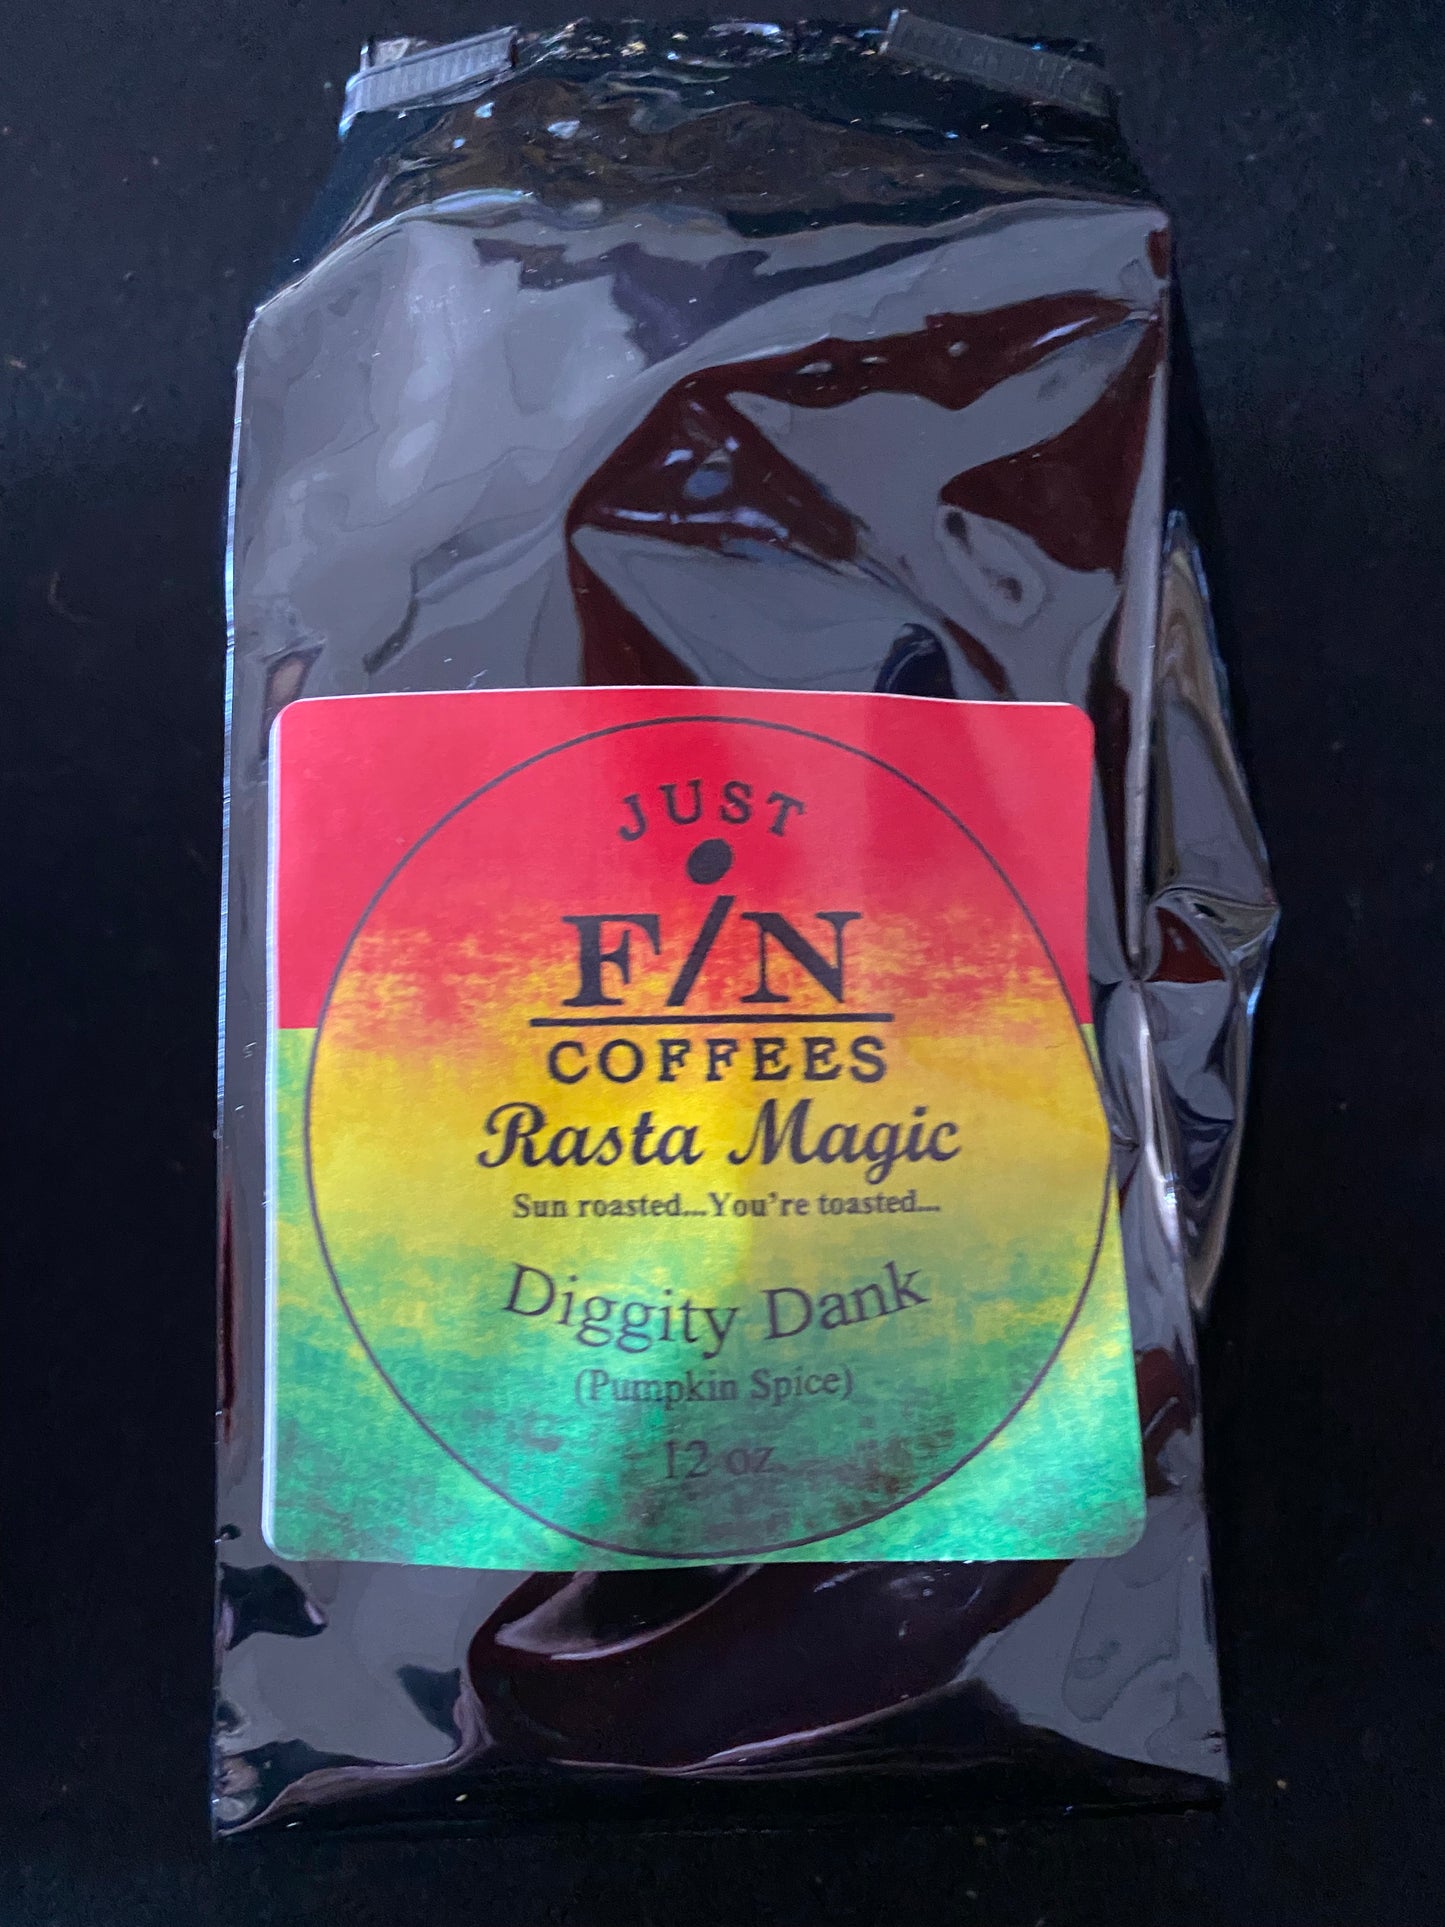 JUST
F/N
COFFEES
Rasta Magic
Sun roasted...You're toasted...
Diggity Dank
(Pumpkin Spice)
12 oz